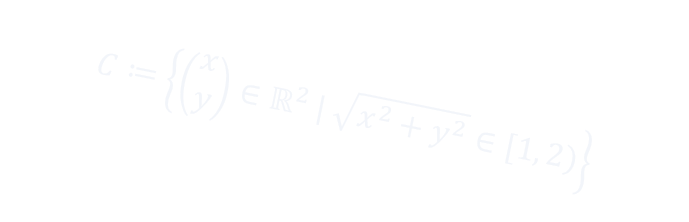 C := {(x y) ∈ ℝ² | √(x² + y²) ∈ [1, 2)}